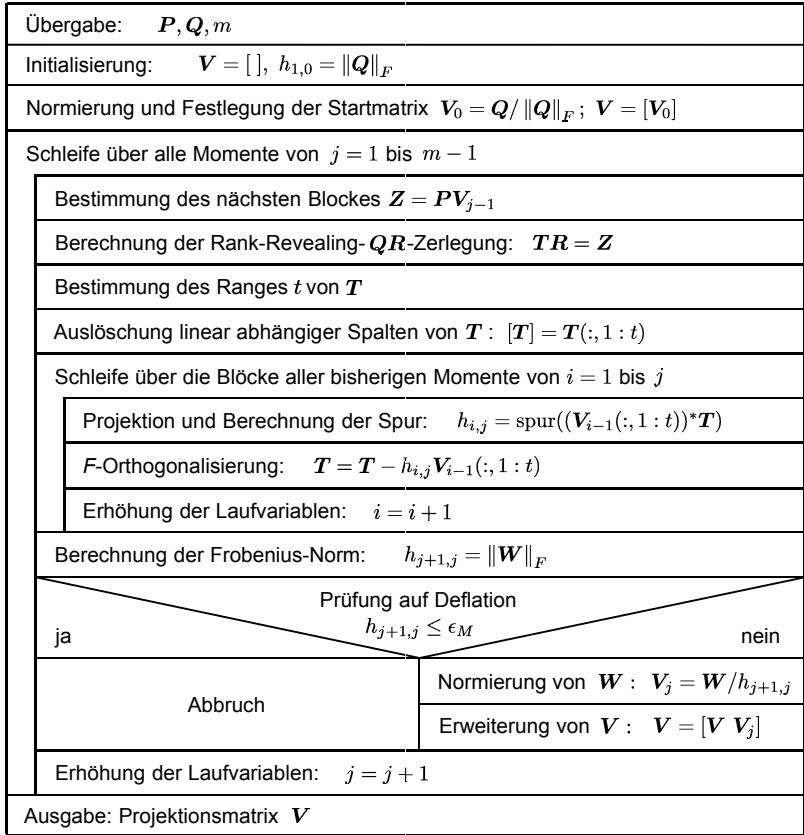 Übergabe: P, Q, m
Initialisierung: V = [ ], h_{1,0} = ‖Q‖_F
Normierung und Festlegung der Startmatrix V_0 = Q/ ‖Q‖_F ; V = [V_0]
Schleife über alle Momente von j = 1 bis m − 1
Bestimmung des nächsten Blockes Z = PV_{j−1}
Berechnung der Rank-Revealing-QR-Zerlegung: TR = Z
Bestimmung des Ranges t von T
Auslöschung linear abhängiger Spalten von T : [T] = T(:, 1 : t)
Schleife über die Blöcke aller bisherigen Momente von i = 1 bis j
Projektion und Berechnung der Spur: h_{i,j} = spur((V_{i−1}(:, 1 : t))*T)
F-Orthogonalisierung: T = T − h_{i,j}V_{i−1}(:, 1 : t)
Erhöhung der Laufvariablen: i = i + 1
Berechnung der Frobenius-Norm: h_{j+1,j} = ‖W‖_F
Prüfung auf Deflation
h_{j+1,j} ≤ ϵ_M
ja
nein
Abbruch
Normierung von W : V_j = W/h_{j+1,j}
Erweiterung von V : V = [V V_j]
Erhöhung der Laufvariablen: j = j + 1
Ausgabe: Projektionsmatrix V